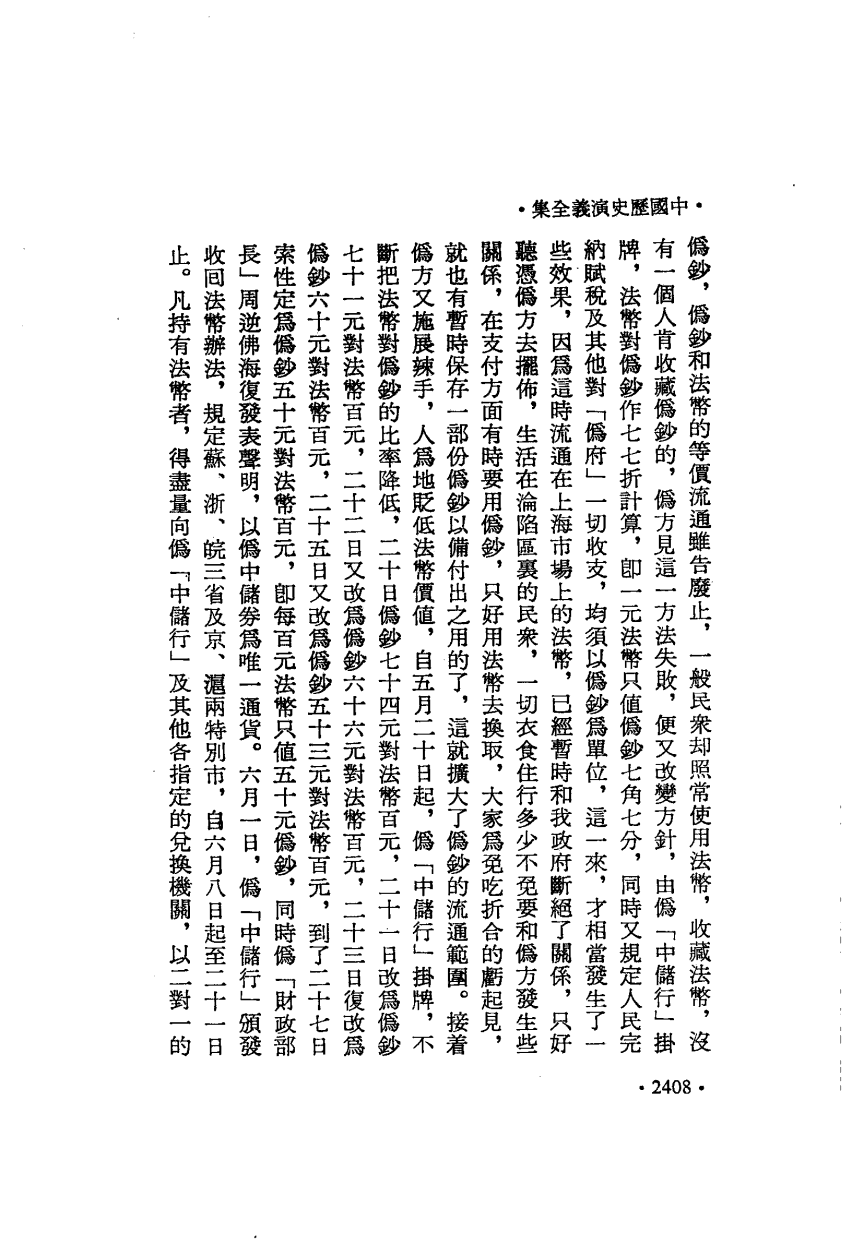 •中國歷史演義全集•
僞鈔，僞鈔和法幣的等價流通雖告廢止，一般民衆却照常使用法幣，收藏法幣，沒
有一個人肯收藏僞鈔的，僞方見這一方法失敗，便又改變方針，由僞「中儲行」掛
牌，法幣對僞鈔作七七折計算，卽一元法幣只値僞鈔七角七分，同時又規定人民完
納賦稅及其他對「僞府」一切收支，均須以僞鈔爲單位，這一來，才相當發生了一
些效果，因爲這時流通在上海市場上的法幣，已經暫時和我政府斷絕了關係，只好
聽憑僞方去擺佈，生活在淪陷區裏的民衆，一切衣食住行多少不免要和僞方發生些
關係，在支付方面有時要用僞鈔，只好用法幣去換取，大家爲免吃折合的虧起見，
就也有暫時保存一部份僞鈔以備付出之用的了，這就擴大了僞鈔的流通範圍。接着
僞方又施展辣手，人爲地貶低法幣價値，自五月二十日起，僞「中儲行」掛牌，不
斷把法幣對僞鈔的比率降低，二十日僞鈔七十四元對法幣百元，二十一日改爲僞鈔
七十一元對法幣百元，二十二日又改爲僞鈔六十六元對法幣百元，二十三日復改爲
僞鈔六十元對法幣百元，二十五日又改爲僞鈔五十三元對法幣百元，到了二十七日
索性定爲僞鈔五十元對法幣百元，卽每百元法幣只値五十元僞鈔，同時僞「財政部
長」周逆佛海復發表聲明，以僞中儲券爲唯一通貨。六月一日，僞「中儲行」頒發
收回法幣辦法，規定蘇、浙、皖三省及京、滬兩特別市，自六月八日起至二十一日
止。凡持有法幣者，得盡量向僞「中儲行」及其他各指定的兌換機關，以二對一的
•2408•